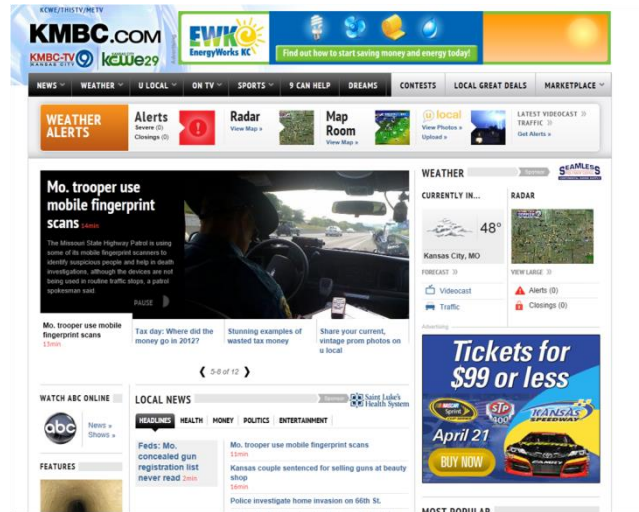 KCWE/THISTV/METV
KMBC.COM
KMBC-TV 9
KANSAS CITY
kcwe29
Advertising
EWK
EnergyWorks KC
Find out how to start saving money and energy today!
NEWS WEATHER U LOCAL ON TV SPORTS 9 CAN HELP DREAMS CONTESTS LOCAL GREAT DEALS MARKETPLACE
WEATHER
ALERTS
Alerts
Severe (0)
Closings (0)
Radar
View Map »
Map
Room
View Map »
u local
View Photos »
Upload »
LATEST VIDEOCAST
TRAFFIC
Get Alerts »
Mo. trooper use
mobile fingerprint
scans 14min
The Missouri State Highway Patrol is using
some of its mobile fingerprint scanners to
identify suspicious people and help in death
investigations, although the devices are not
being used in routine traffic stops, a patrol
spokesman said.
PAUSE
Mo. trooper use mobile
fingerprint scans
13min
Tax day: Where did the
money go in 2012?
Stunning examples of
wasted tax money
Share your current,
vintage prom photos on
u local
5-8 of 12
WEATHER
Sponsor
SEAMLESS
CURRENTLY IN...
48°
Kansas City, MO
FORECAST
Videocast
Traffic
RADAR
VIEW LARGE
Alerts (0)
Closings (0)
Advertising
Tickets for
$99 or less
NASCAR
Sprint
STP
400
KANSAS
SPEEDWAY
April 21
BUY NOW
WATCH ABC ONLINE
abc
News »
Shows »
FEATURES
LOCAL NEWS
Sponsor
Saint Luke's
Health System
HEADLINES HEALTH MONEY POLITICS ENTERTAINMENT
Feds: Mo.
concealed gun
registration list
never read 2min
Mo. trooper use mobile fingerprint scans
11min
Kansas couple sentenced for selling guns at beauty
shop
16min
Police investigate home invasion on 66th St.
MOST POPULAR